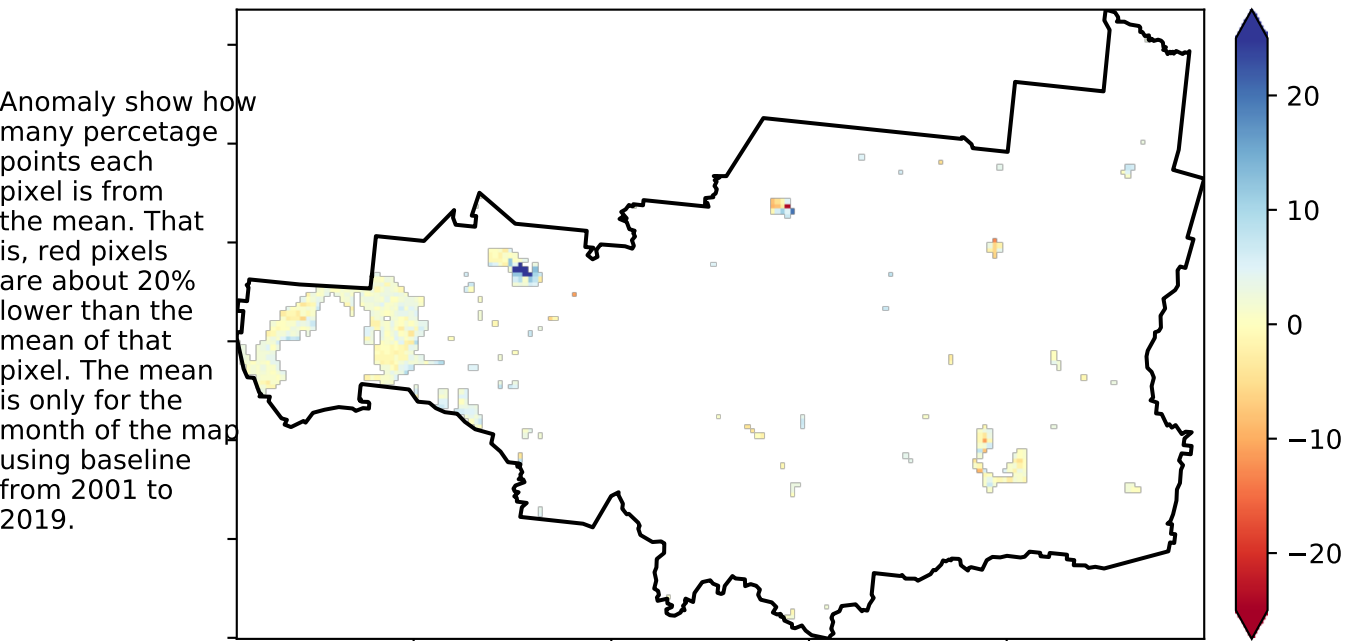 Anomaly show how
many percetage
points each
pixel is from
the mean. That
is, red pixels
are about 20%
lower than the
mean of that
pixel. The mean
is only for the
month of the map
using baseline
from 2001 to
2019.
20
10
0
−10
−20